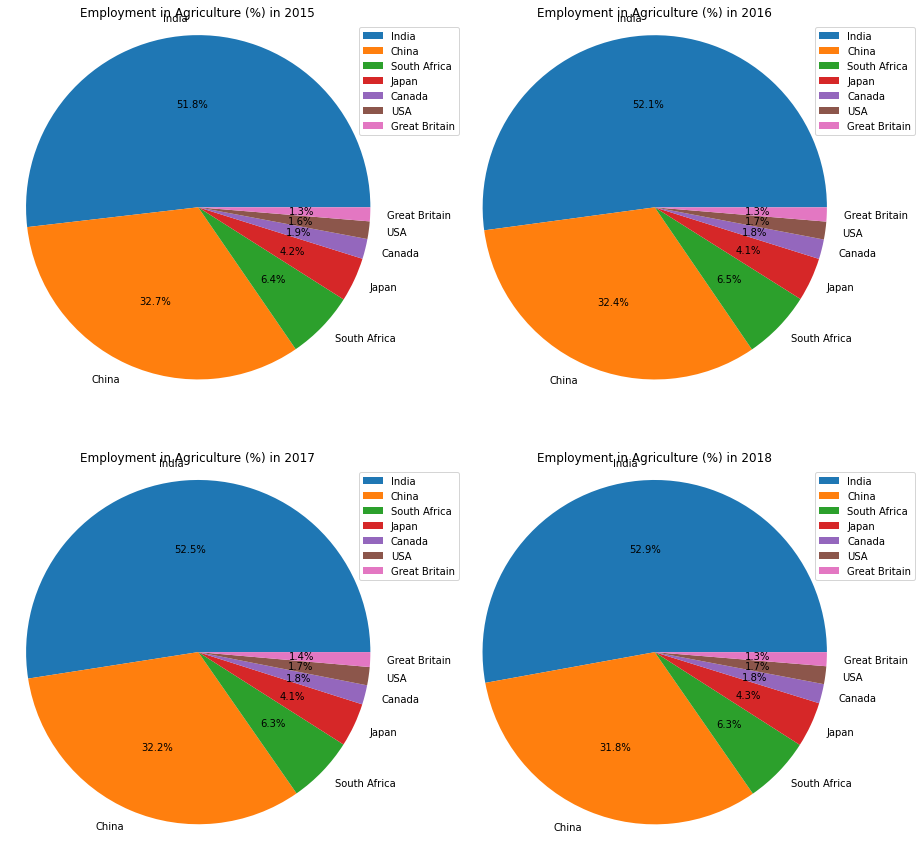 Employment in Agriculture (%) in 2015
India
India
China
South Africa
Japan
Canada
USA
Great Britain
51.8%
1.3%
1.6%
1.9%
4.2%
6.4%
32.7%
Great Britain
USA
Canada
Japan
South Africa
China
Employment in Agriculture (%) in 2016
India
India
China
South Africa
Japan
Canada
USA
Great Britain
52.1%
1.3%
1.7%
1.8%
4.1%
6.5%
32.4%
Great Britain
USA
Canada
Japan
South Africa
China
Employment in Agriculture (%) in 2017
India
India
China
South Africa
Japan
Canada
USA
Great Britain
52.5%
1.4%
1.7%
1.8%
4.1%
6.3%
32.2%
Great Britain
USA
Canada
Japan
South Africa
China
Employment in Agriculture (%) in 2018
India
India
China
South Africa
Japan
Canada
USA
Great Britain
52.9%
1.3%
1.7%
1.8%
4.3%
6.3%
31.8%
Great Britain
USA
Canada
Japan
South Africa
China